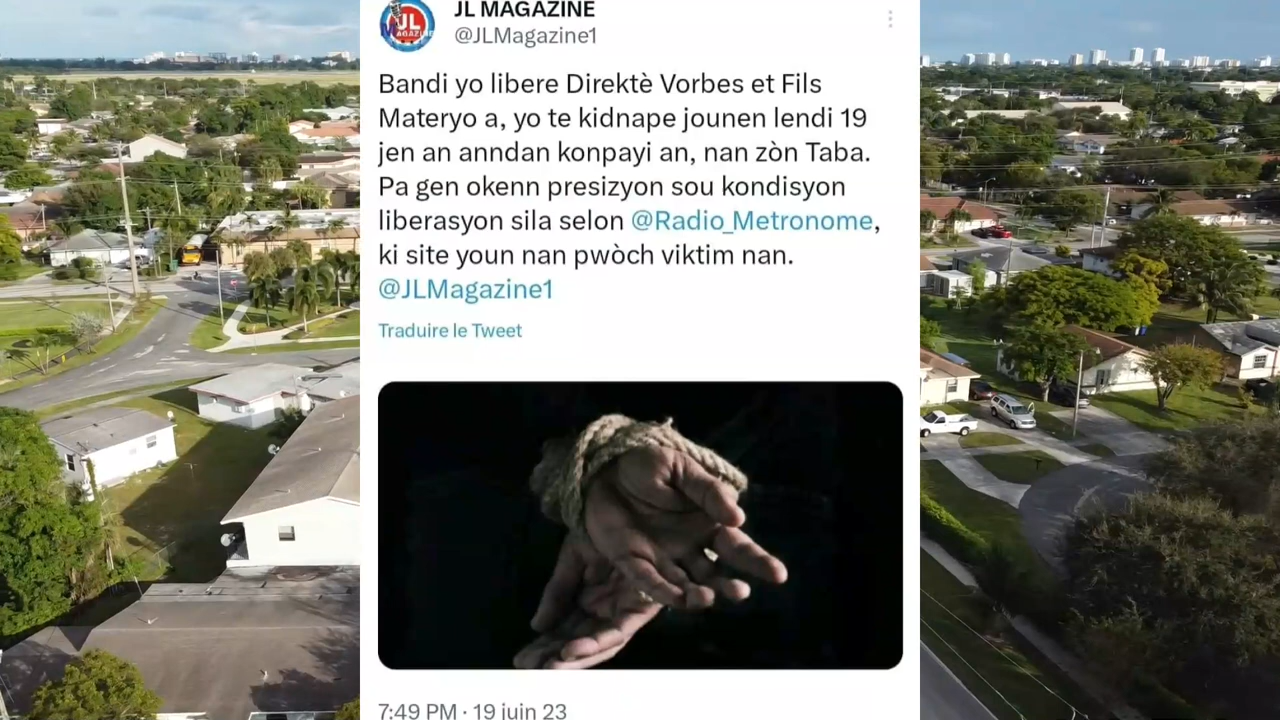 JL MAGAZINE
@JLMagazine1
Bandi yo libere Direktè Vorbes et Fils
Materyo a, yo te kidnape jounen lendi 19
jen an anndan konpayi an, nan zòn Taba.
Pa gen okenn presizyon sou kondisyon
liberasyon sila selon @Radio_Metronome,
ki site youn nan pwòch viktim nan.
@JLMagazine1
Traduire le Tweet
7:49 PM · 19 juin 23